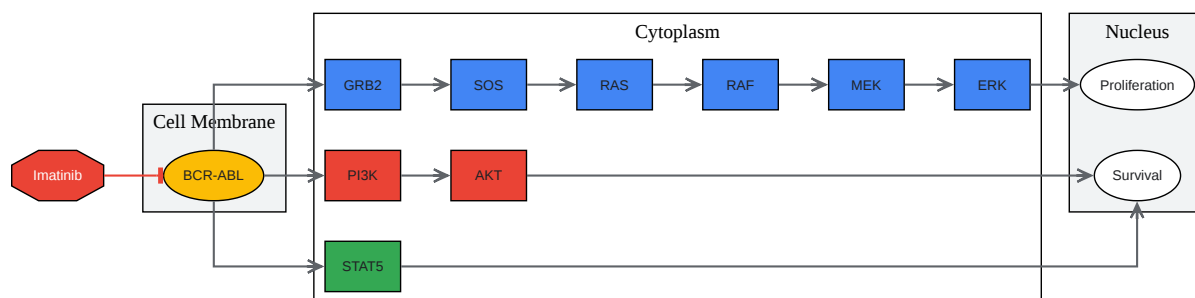 Cytoplasm
Nucleus
GRB2
SOS
RAS
RAF
MEK
ERK
Proliferation
Cell Membrane
Imatinib
BCR-ABL
PI3K
AKT
Survival
STAT5